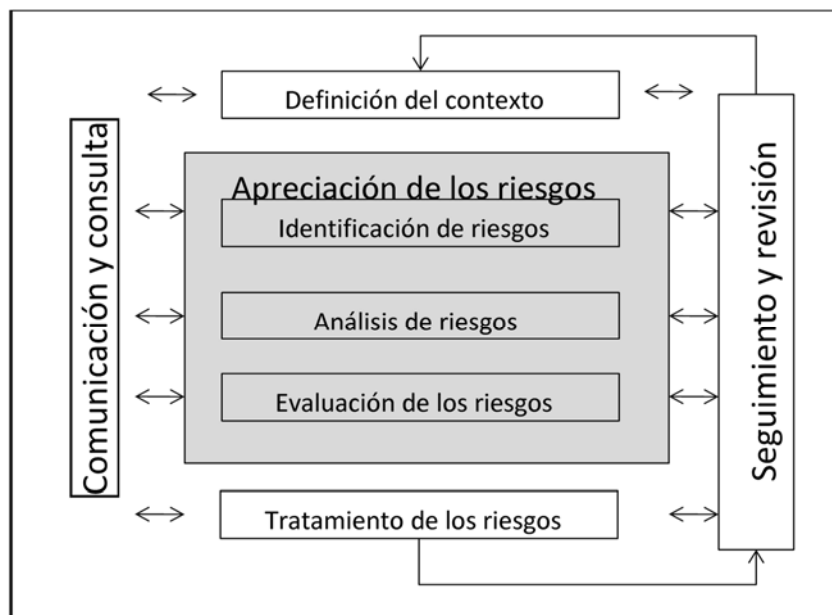 Definición del contexto
Comunicación y consulta
Apreciación de los riesgos
Identificación de riesgos
Análisis de riesgos
Evaluación de los riesgos
Tratamiento de los riesgos
Seguimiento y revisión